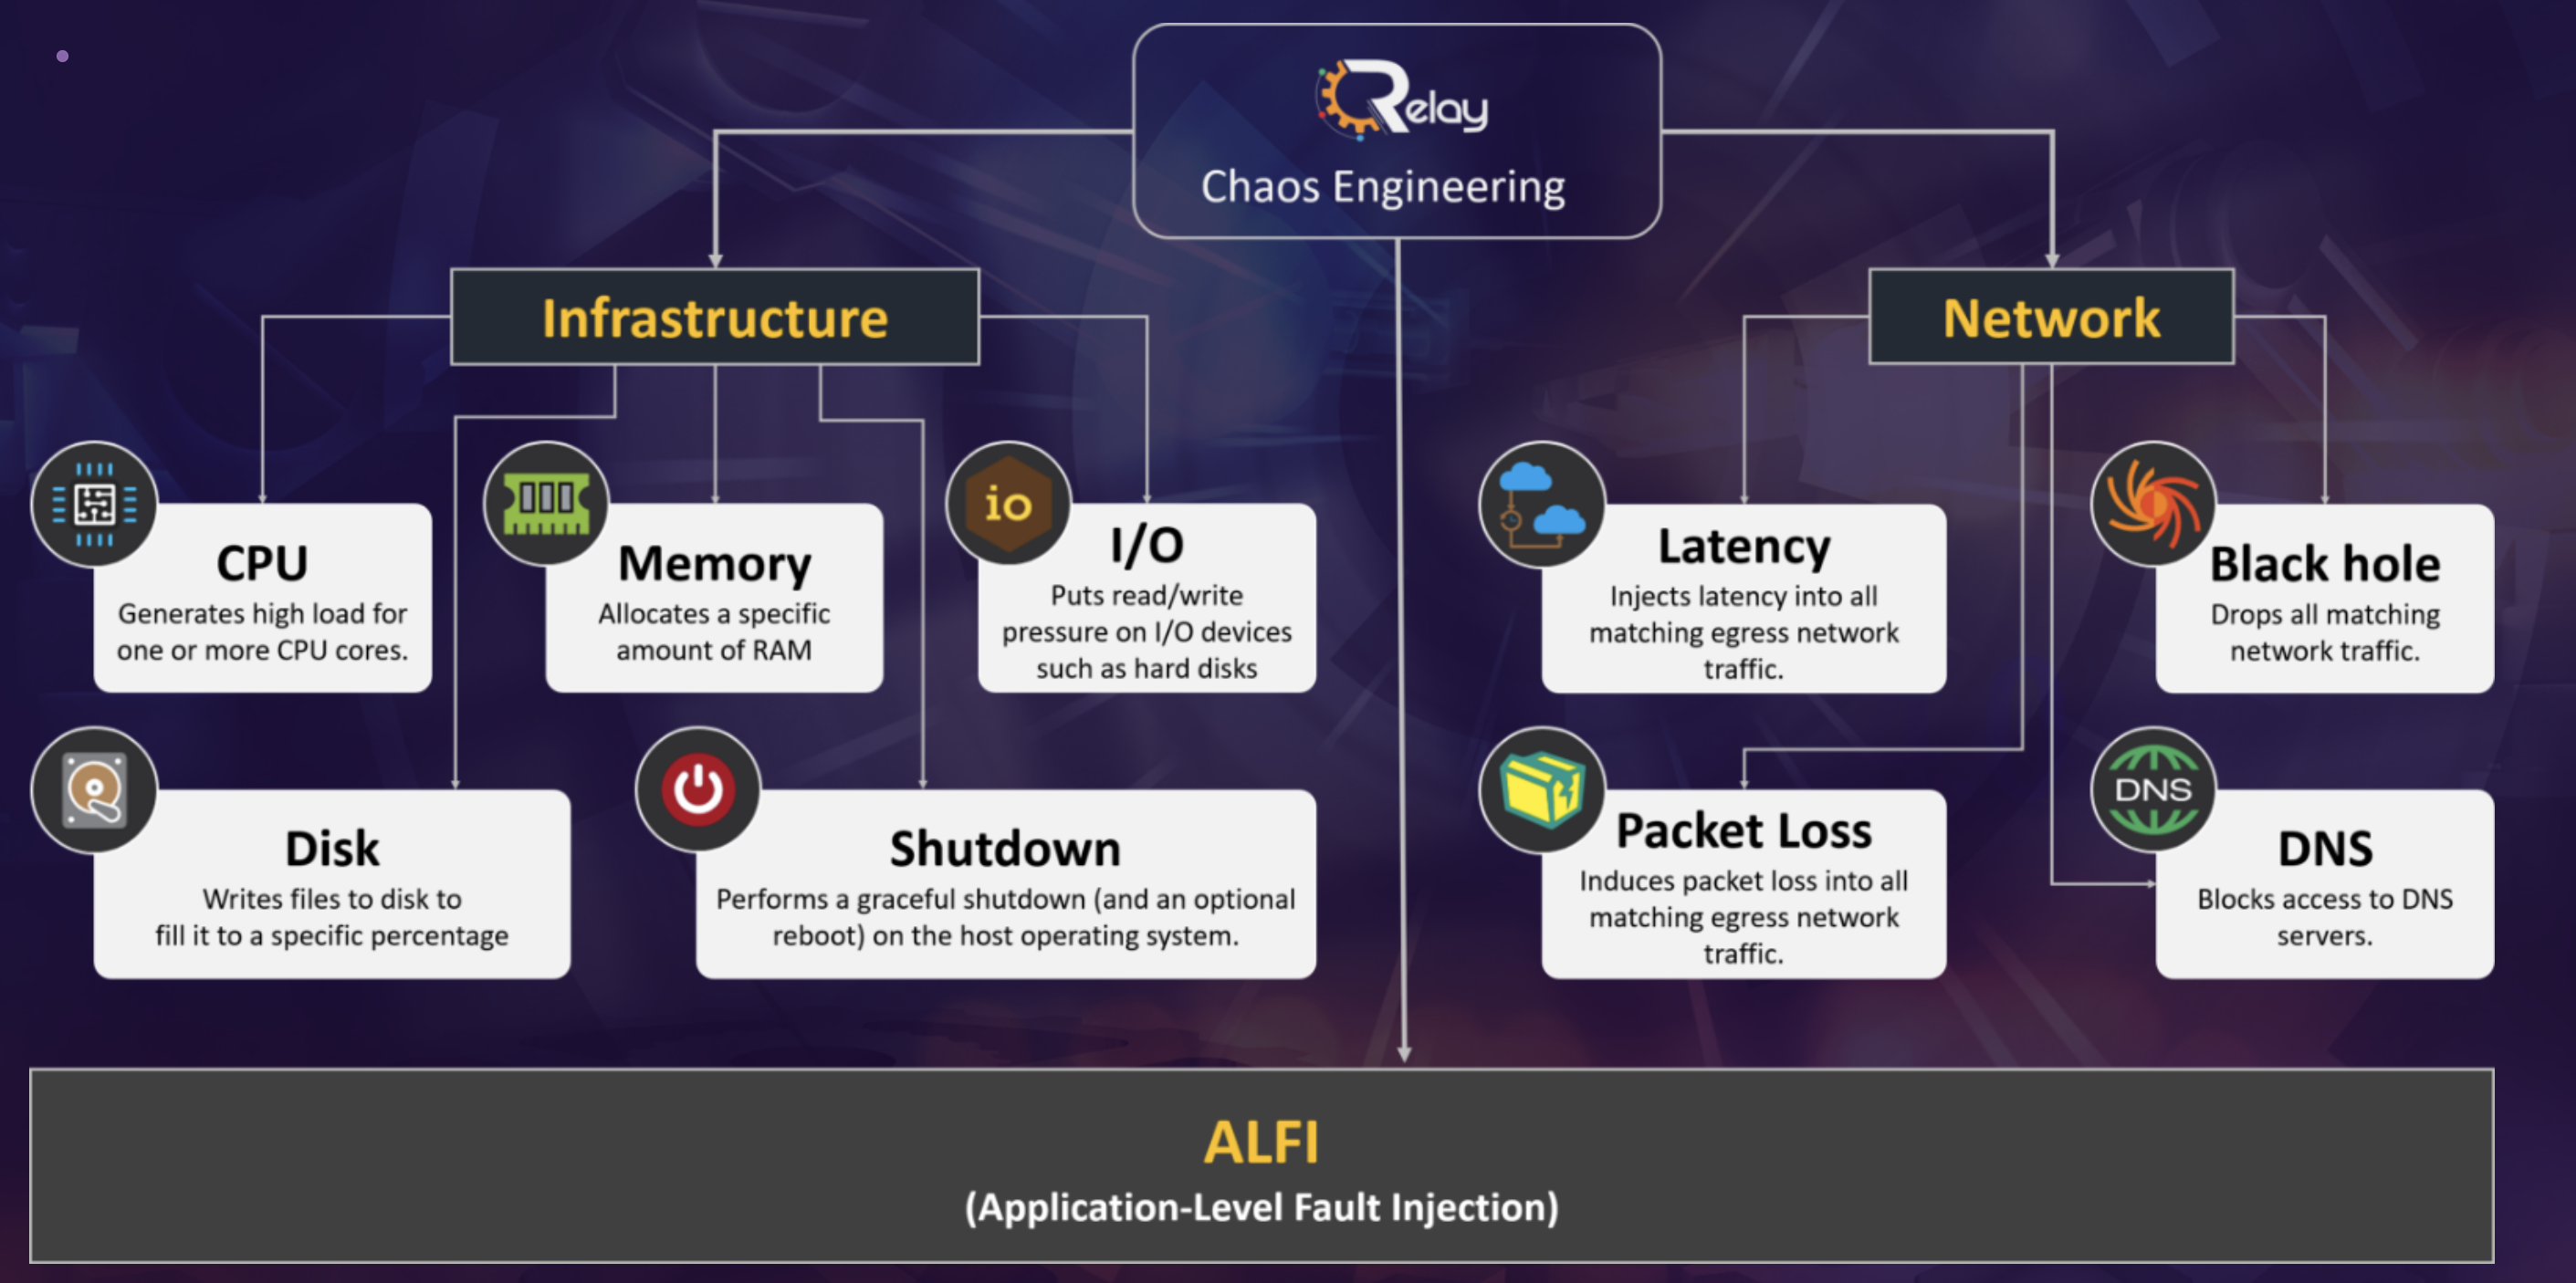 Relay
Chaos Engineering
Infrastructure
Network
CPU
Generates high load for
one or more CPU cores.
Memory
Allocates a specific
amount of RAM
io
I/O
Puts read/write
pressure on I/O devices
such as hard disks
Latency
Injects latency into all
matching egress network
traffic.
Black hole
Drops all matching
network traffic.
Disk
Writes files to disk to
fill it to a specific percentage
Shutdown
Performs a graceful shutdown (and an optional
reboot) on the host operating system.
Packet Loss
Induces packet loss into all
matching egress network
traffic.
DNS
DNS
Blocks access to DNS
servers.
ALFI
(Application-Level Fault Injection)